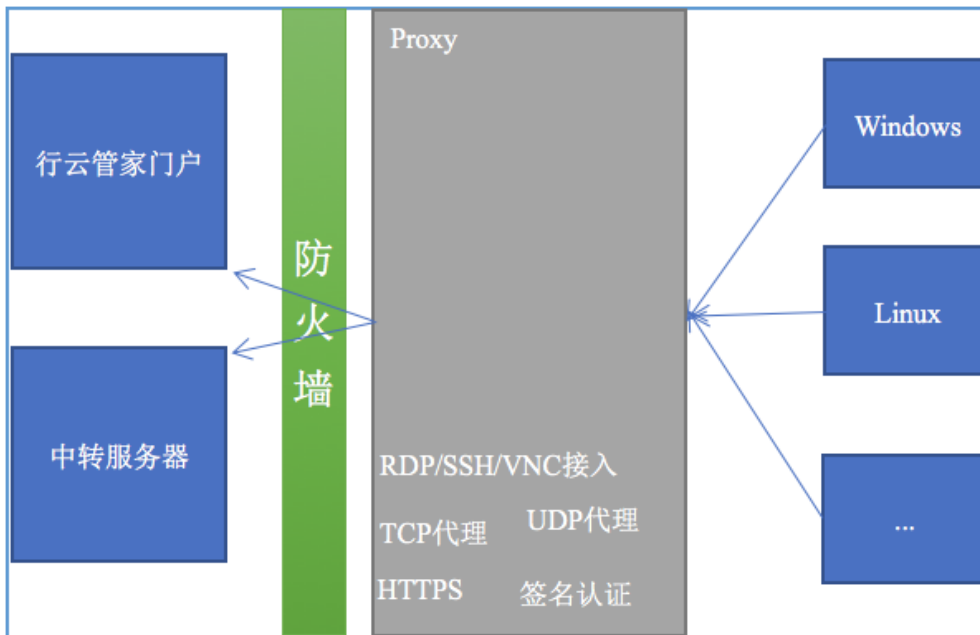 Proxy
行云管家门户
中转服务器
防
火
墙
RDP/SSH/VNC接入
TCP代理
UDP代理
HTTPS
签名认证
Windows
Linux
...